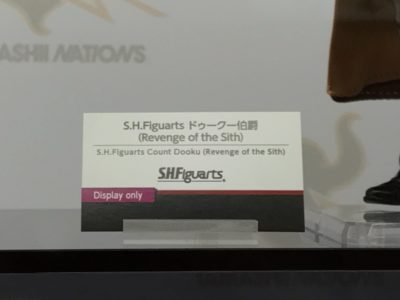 ASHII NATIONS
S.H.Figuarts ドゥークー伯爵
(Revenge of the Sith)
S.H.Figuarts Count Dooku (Revenge of the Sith)
S.H.Figuarts
Display only
NATIONS